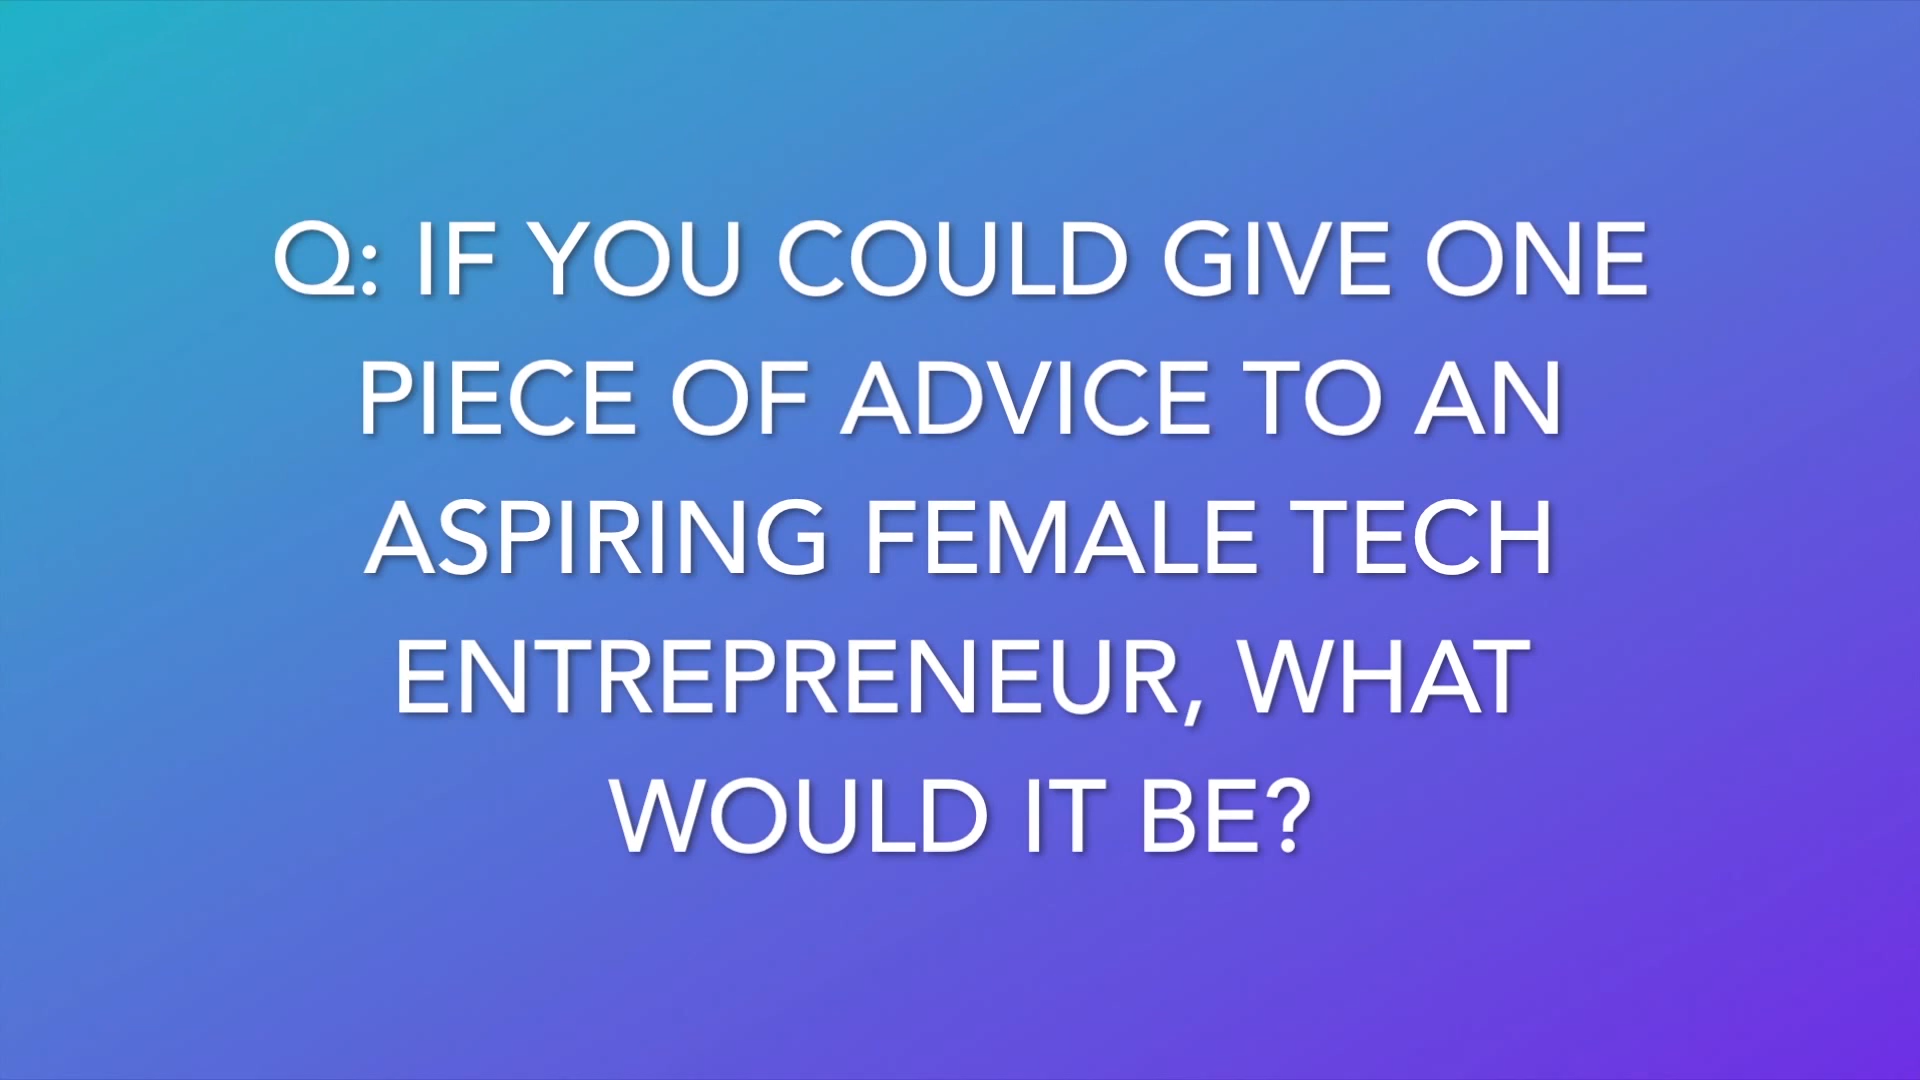 Q: IF YOU COULD GIVE ONE
PIECE OF ADVICE TO AN
ASPIRING FEMALE TECH
ENTREPRENEUR, WHAT
WOULD IT BE?